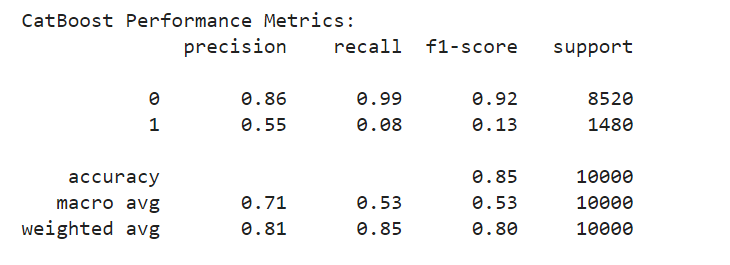 CatBoost Performance Metrics:
precision recall f1-score support
0 0.86 0.99 0.92 8520
1 0.55 0.08 0.13 1480
accuracy 0.85 10000
macro avg 0.71 0.53 0.53 10000
weighted avg 0.81 0.85 0.80 10000